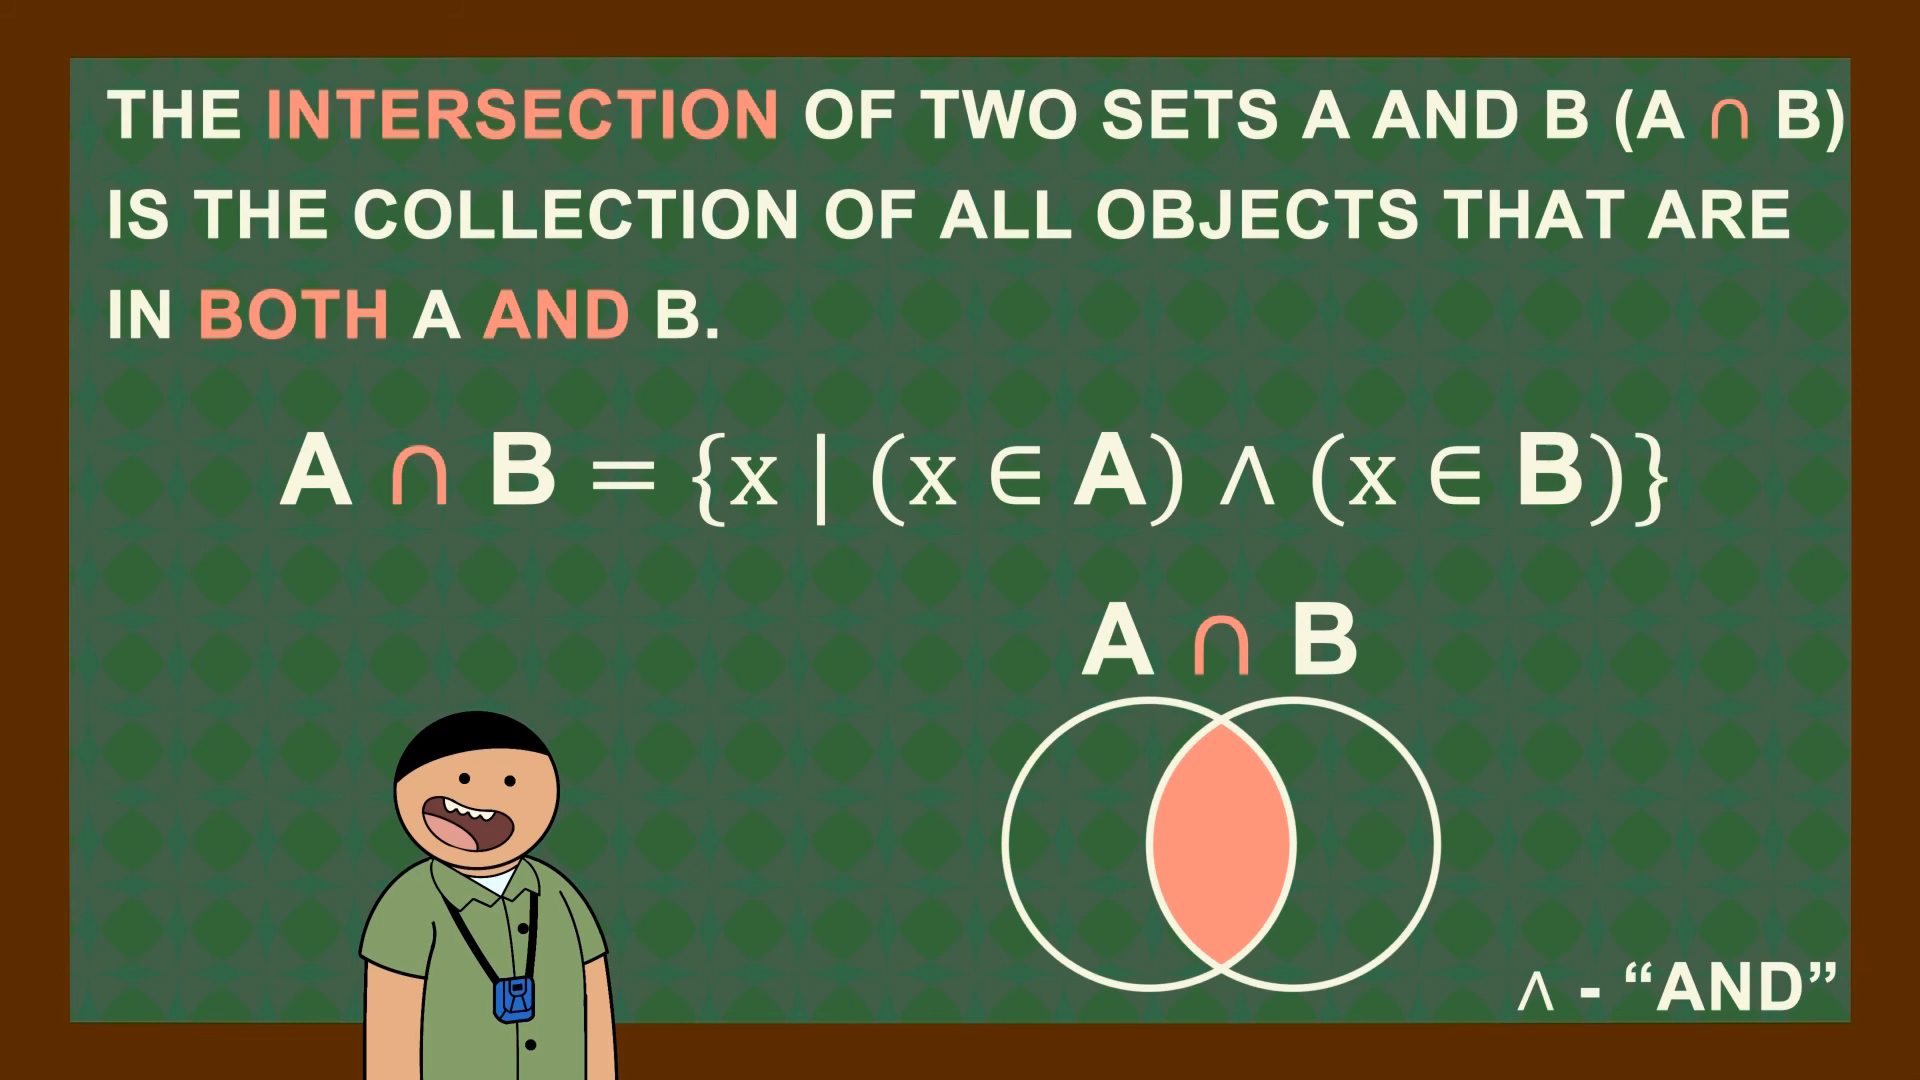 THE INTERSECTION OF TWO SETS A AND B (A ∩ B)
IS THE COLLECTION OF ALL OBJECTS THAT ARE
IN BOTH A AND B.
A ∩ B = {x | (x ∈ A) ∧ (x ∈ B)}
A ∩ B
∧ - “AND”